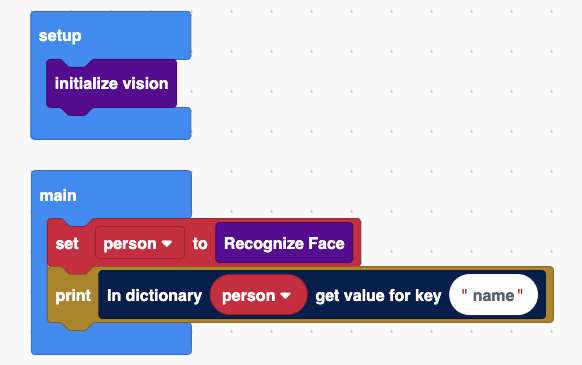 setup
initialize vision
main
set person to Recognize Face
print In dictionary person get value for key " name "